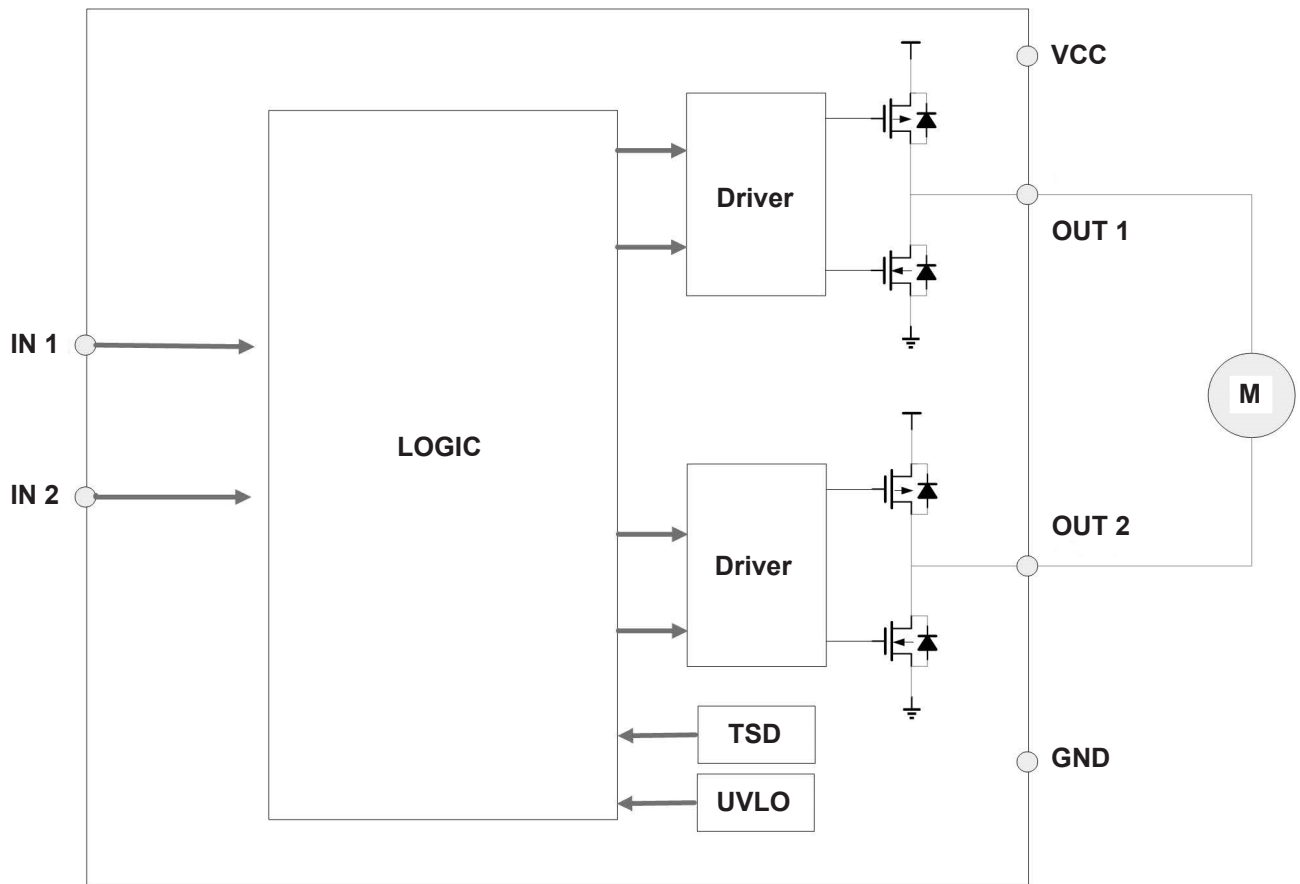 VCC
Driver
OUT 1
IN 1
M
LOGIC
IN 2
OUT 2
Driver
TSD
GND
UVLO